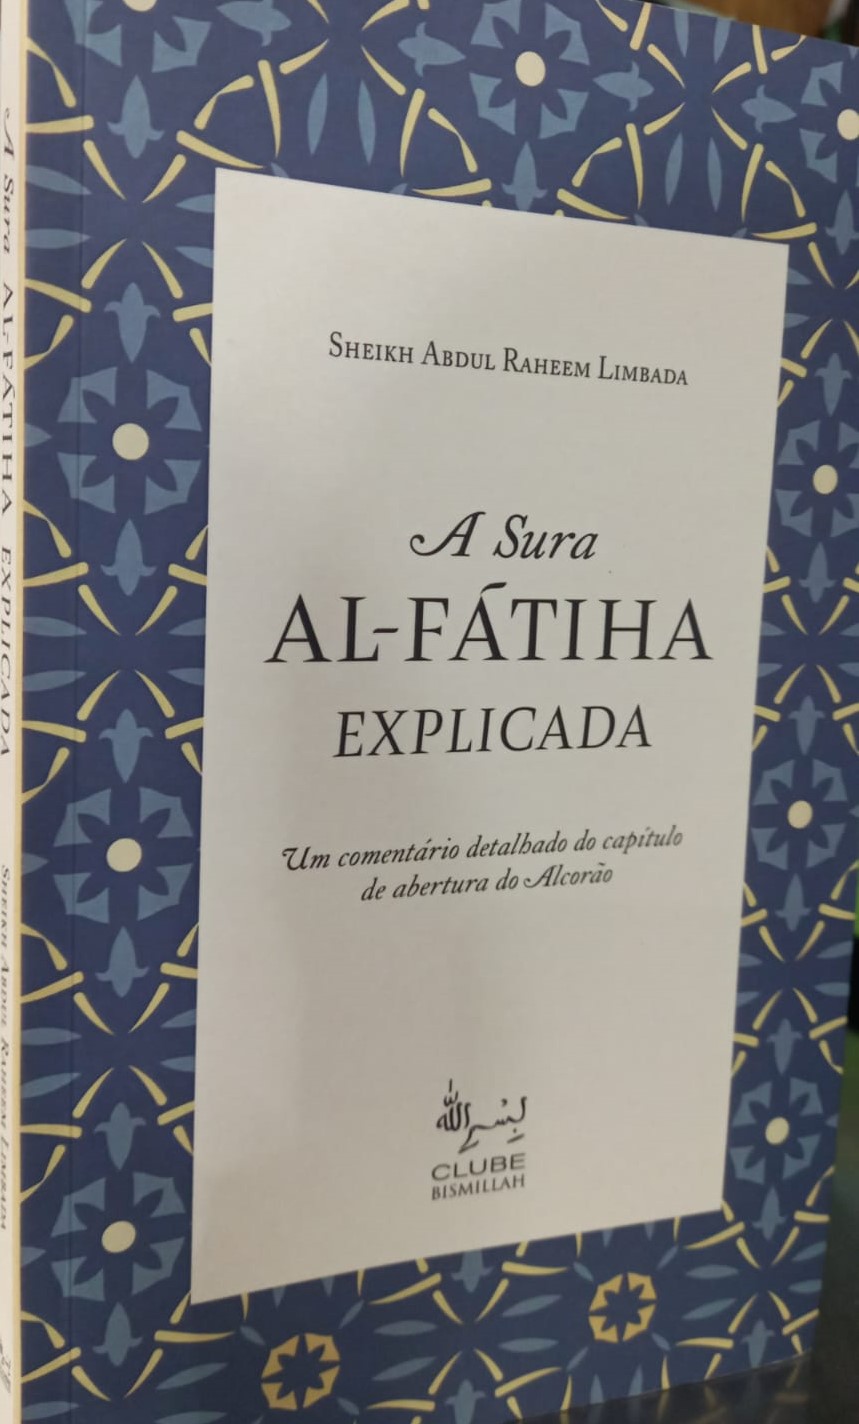 SHEIKH ABDUL RAHEEM LIMBADA
A Sura
AL-FÁTIHA
EXPLICADA
Um comentário detalhado do capítulo
de abertura do Alcorão
بسم الله
CLUBE
BISMILLAH
A Sura AL-FÁTIHA EXPLICADA
SHEIKH ABDUL RAHEEM LIMBADA